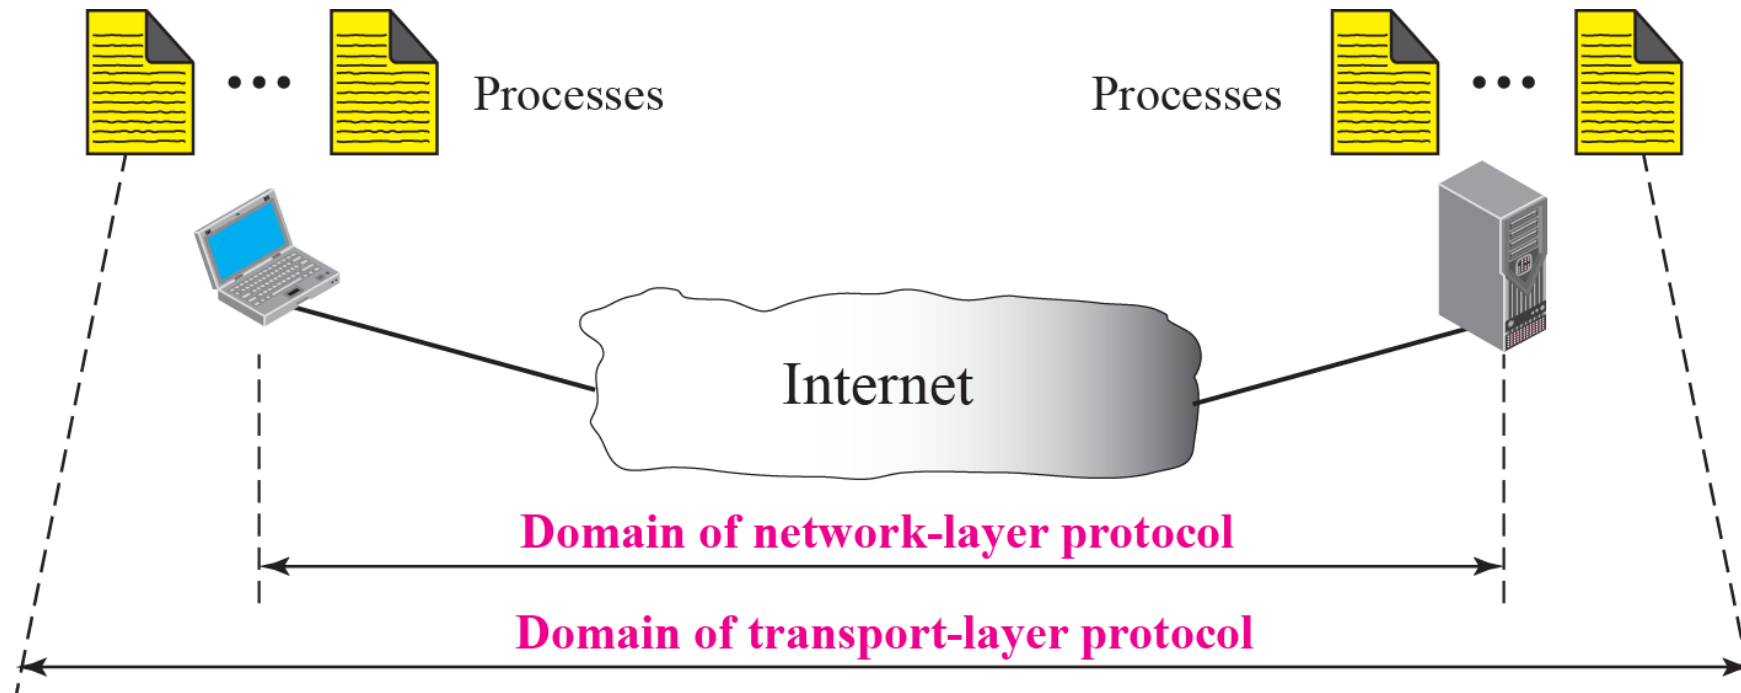 Processes
Processes
Internet
Domain of network-layer protocol
Domain of transport-layer protocol